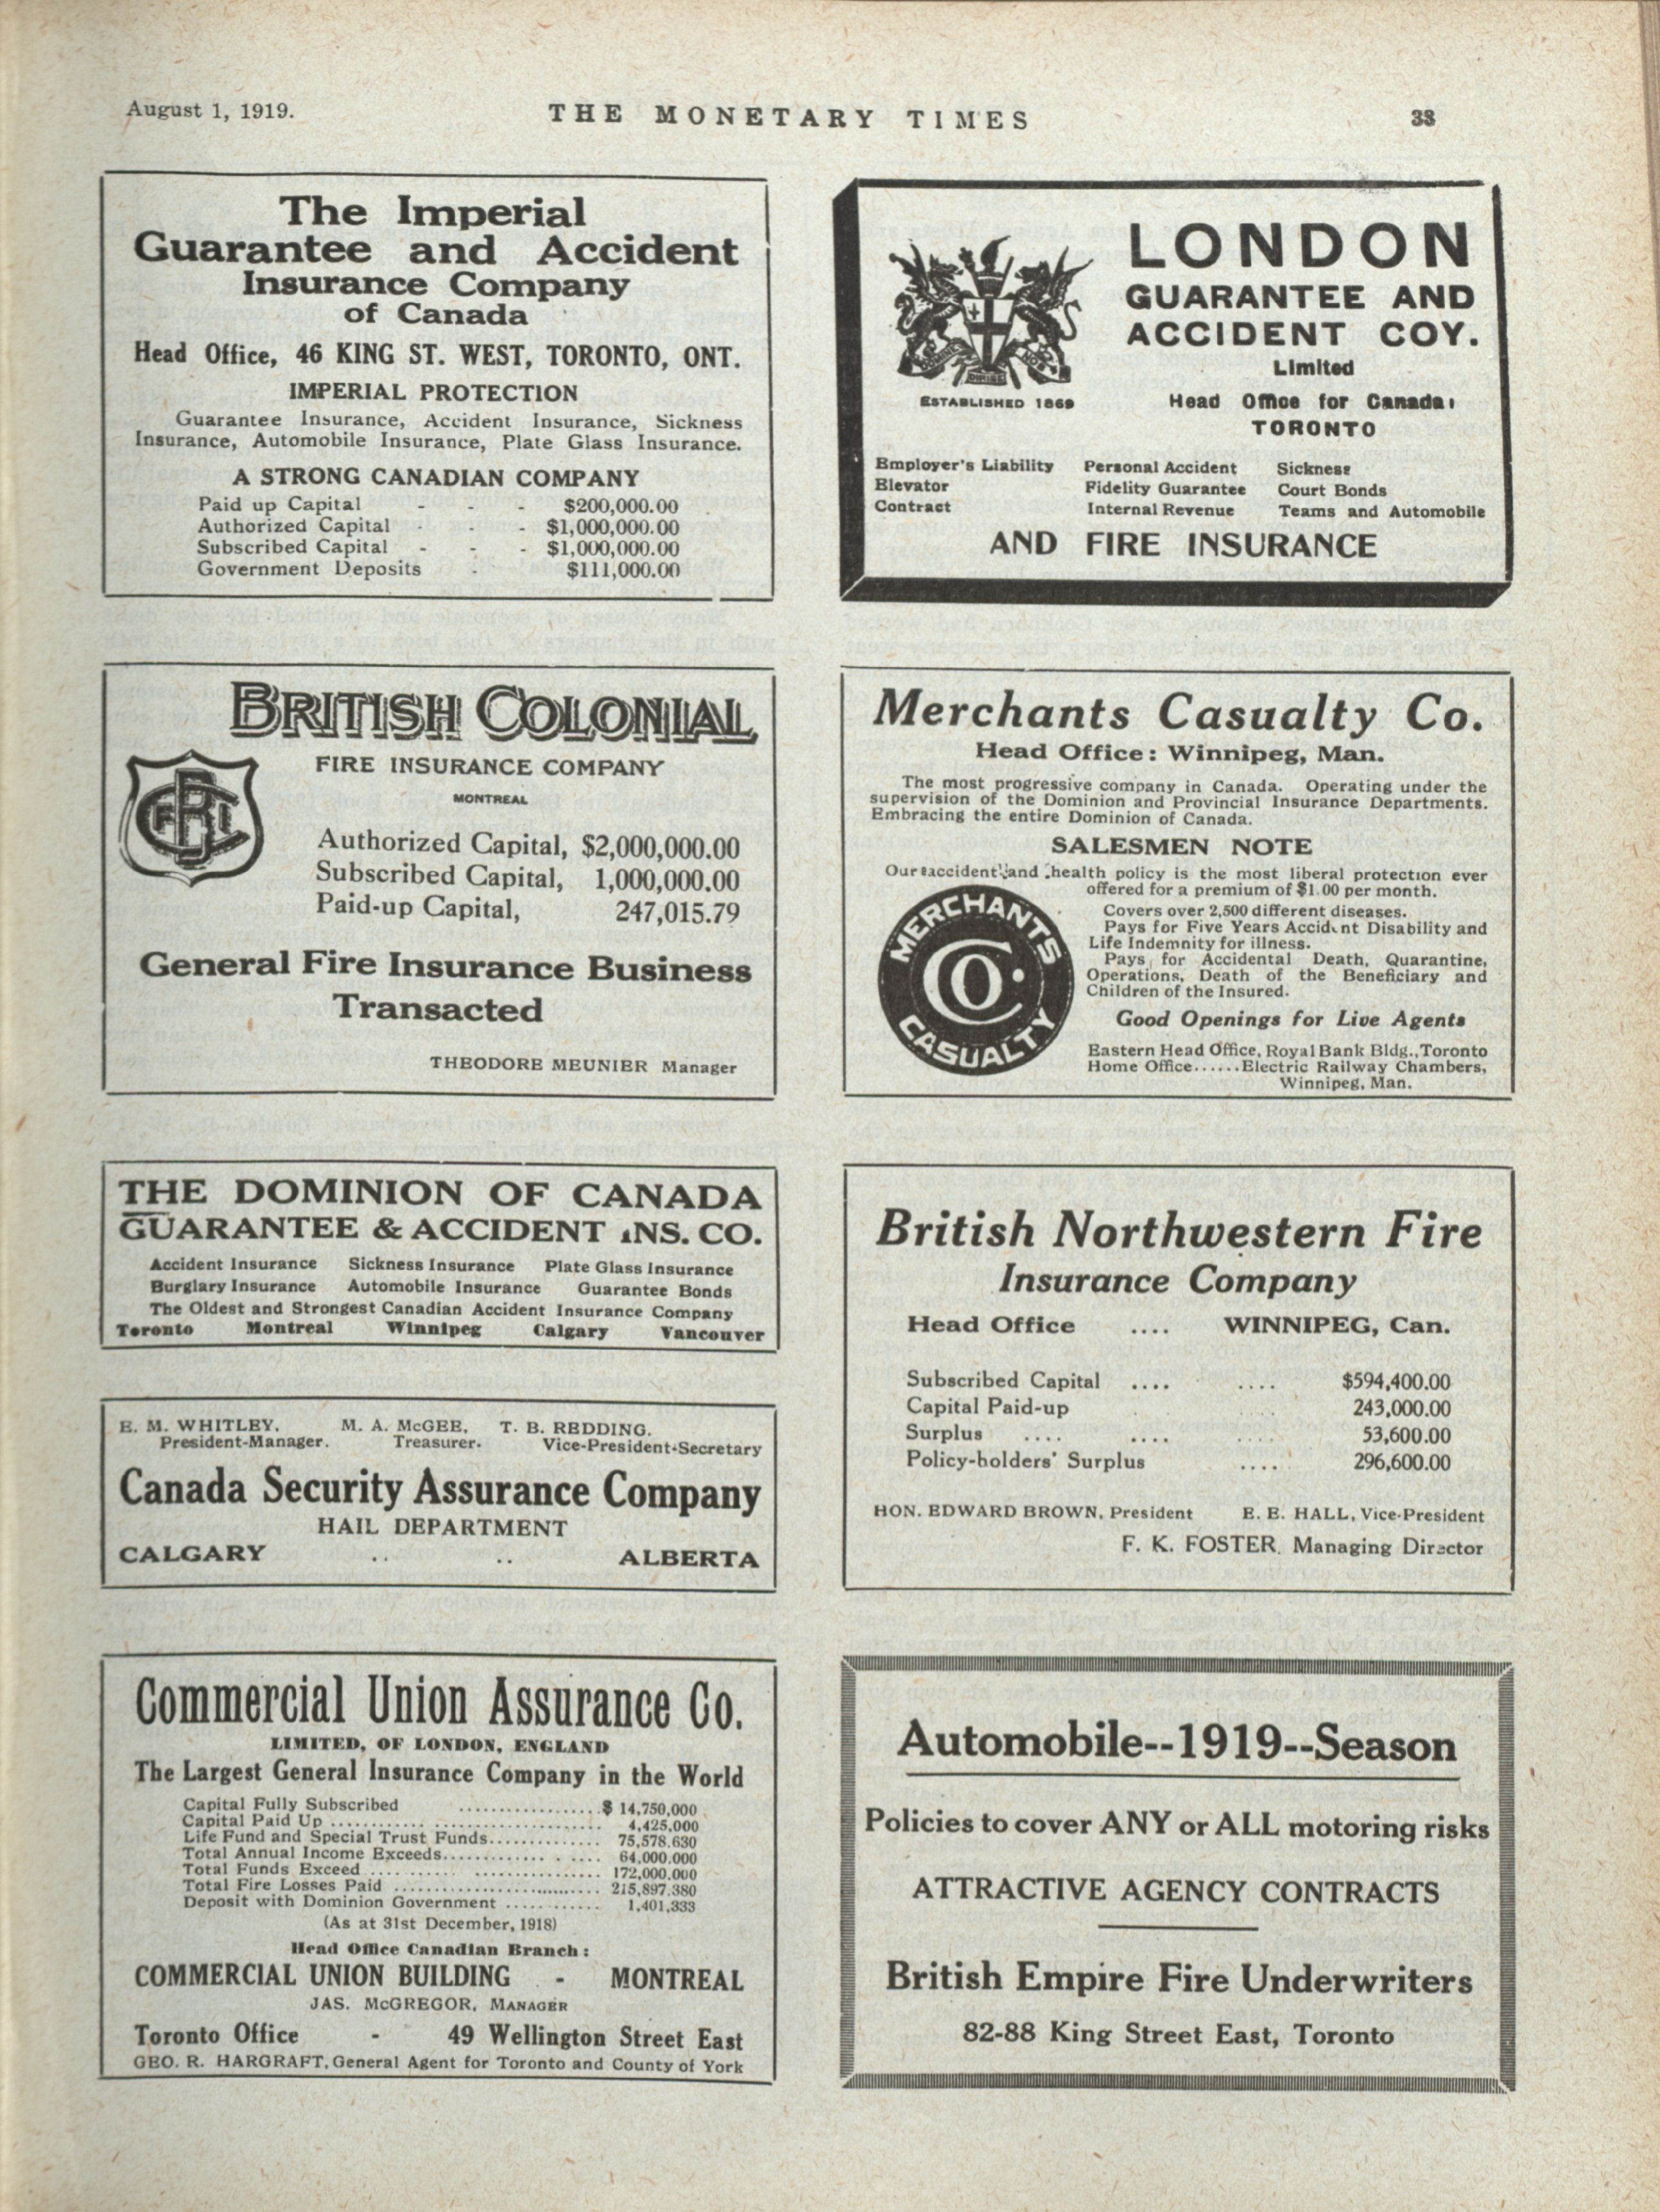 August 1, 1919.
THE MONETARY TIMES
33
The Imperial
Guarantee and Accident
Insurance Company
of Canada
Head Office, 46 KING ST. WEST, TORONTO, ONT.
IMPERIAL PROTECTION
Guarantee Insurance, Accident Insurance, Sickness
Insurance, Automobile Insurance, Plate Glass Insurance.
A STRONG CANADIAN COMPANY
Paid up Capital - - - $200,000.00
Authorized Capital - - - $1,000,000.00
Subscribed Capital - - - $1,000,000.00
Government Deposits - $111,000.00
LONDON
GUARANTEE AND
ACCIDENT COY.
Limited
ESTABLISHED 1869
Head Office for Canada:
TORONTO
Employer's Liability Personal Accident Sickness
Elevator Fidelity Guarantee Court Bonds
Contract Internal Revenue Teams and Automobile
AND FIRE INSURANCE
BRITISH COLONIAL
FIRE INSURANCE COMPANY
MONTREAL
Authorized Capital, $2,000,000.00
Subscribed Capital, 1,000,000.00
Paid-up Capital, 247,015.79
General Fire Insurance Business
Transacted
THEODORE MEUNIER Manager
Merchants Casualty Co.
Head Office: Winnipeg, Man.
The most progressive company in Canada. Operating under the
supervision of the Dominion and Provincial Insurance Departments.
Embracing the entire Dominion of Canada.
SALESMEN NOTE
Our accident and health policy is the most liberal protection ever
offered for a premium of $1.00 per month.
Covers over 2,500 different diseases.
Pays for Five Years Accident Disability and
Life Indemnity for illness.
Pays for Accidental Death, Quarantine,
Operations, Death of the Beneficiary and
Children of the Insured.
Good Openings for Live Agents
Eastern Head Office, Royal Bank Bldg., Toronto
Home Office......Electric Railway Chambers,
Winnipeg, Man.
MERCHANTS
CO.
CASUALTY
THE DOMINION OF CANADA
GUARANTEE & ACCIDENT INS. CO.
Accident Insurance Sickness Insurance Plate Glass Insurance
Burglary Insurance Automobile Insurance Guarantee Bonds
The Oldest and Strongest Canadian Accident Insurance Company
Toronto Montreal Winnipeg Calgary Vancouver
E. M. WHITLEY, M. A. McGEE, T. B. REDDING.
President-Manager. Treasurer. Vice-President-Secretary
Canada Security Assurance Company
HAIL DEPARTMENT
CALGARY .. .. ALBERTA
British Northwestern Fire
Insurance Company
Head Office .... WINNIPEG, Can.
Subscribed Capital .... .... $594,400.00
Capital Paid-up .... 243,000.00
Surplus .... .... .... 53,600.00
Policy-holders' Surplus .... 296,600.00
HON. EDWARD BROWN, President E. E. HALL, Vice-President
F. K. FOSTER, Managing Director
Commercial Union Assurance Co.
LIMITED, OF LONDON, ENGLAND
The Largest General Insurance Company in the World
Capital Fully Subscribed ..................$ 14,750,000
Capital Paid Up .................................. 4,425,000
Life Fund and Special Trust Funds.............. 75,578,630
Total Annual Income Exceeds.................. 64,000,000
Total Funds Exceed ........................... 172,000,000
Total Fire Losses Paid .......................... 215,897,380
Deposit with Dominion Government ............ 1,401,333
(As at 31st December, 1918)
Head Office Canadian Branch:
COMMERCIAL UNION BUILDING - MONTREAL
JAS. McGREGOR, MANAGER
Toronto Office - 49 Wellington Street East
GEO. R. HARGRAFT, General Agent for Toronto and County of York
Automobile--1919--Season
Policies to cover ANY or ALL motoring risks
ATTRACTIVE AGENCY CONTRACTS
British Empire Fire Underwriters
82-88 King Street East, Toronto